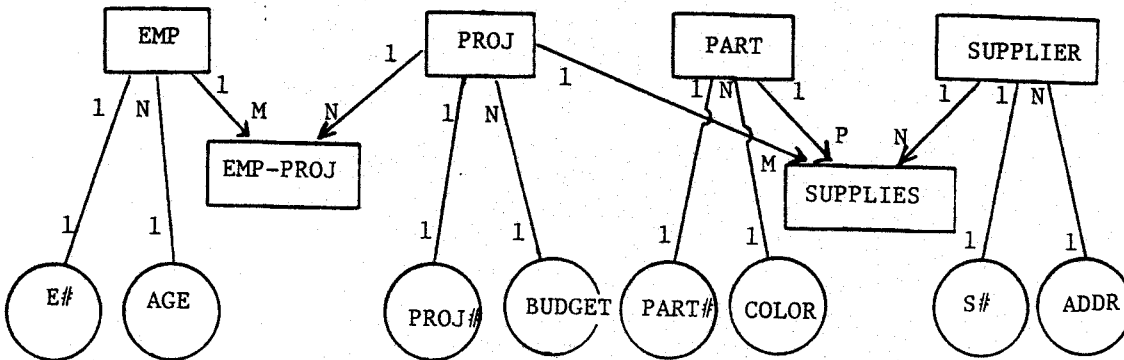 EMP
PROJ
PART
SUPPLIER
1
1
1
1 N
1
1 N
1
1 N
1
1 N
M
N
1
N
M
P
N
EMP-PROJ
SUPPLIES
1
1
1
1
1
1
1
1
E#
AGE
PROJ#
BUDGET
PART#
COLOR
S#
ADDR